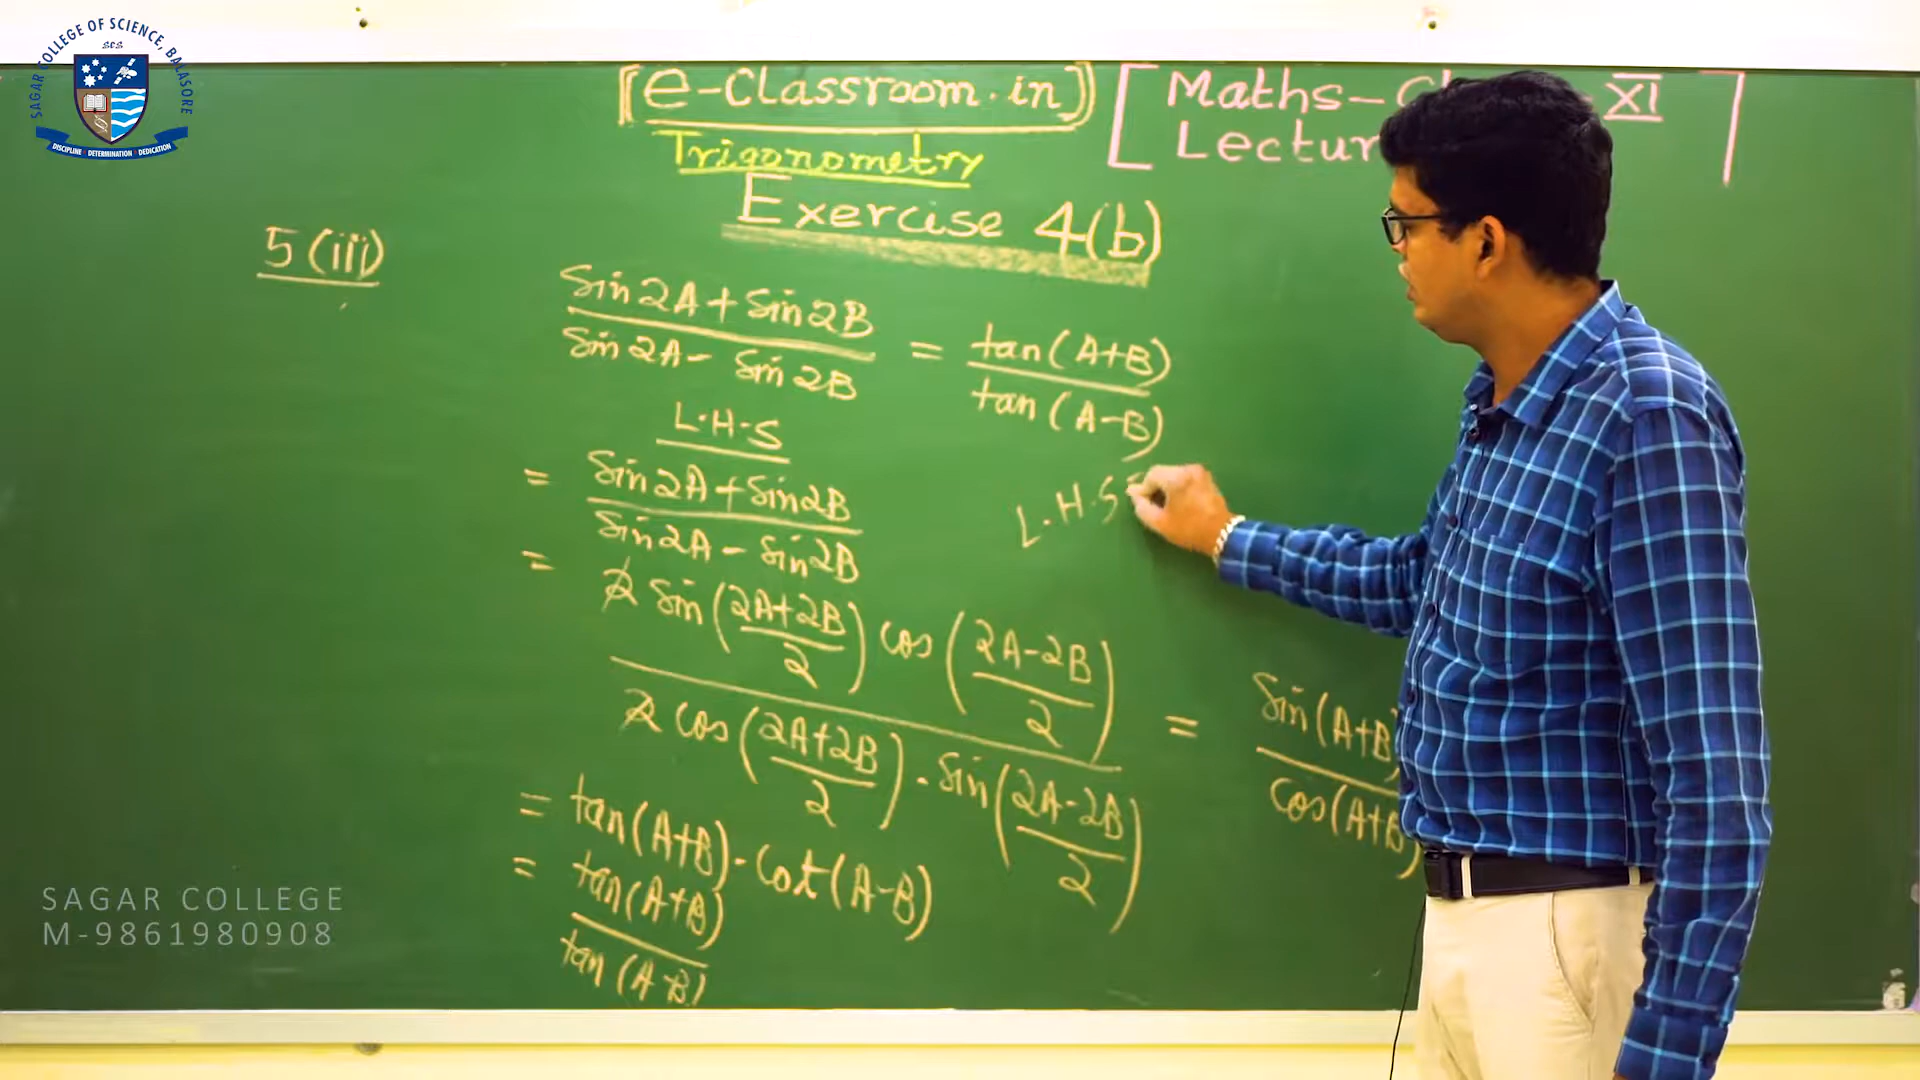 SAGAR COLLEGE OF SCIENCE, BALASORE
SCS
DISCIPLINE DETERMINATION DEDICATION
[e-Classroom.in]
[Maths-
XI]
Trigonometry
Exercise 4(b)
5(iii)
Sin2A + Sin2B
Sin2A - Sin2B
= tan(A+B)
tan(A-B)
L.H.S
= Sin2A + Sin2B
Sin2A - Sin2B
L.H.S
= 2 Sin(2A+2B/2) cos(2A-2B/2)
2 cos(2A+2B/2) . Sin(2A-2B/2)
= Sin(A+B)
cos(A+B)
= tan(A+B) . cot(A-B)
= tan(A+B)
tan(A-B)
SAGAR COLLEGE
M-9861980908